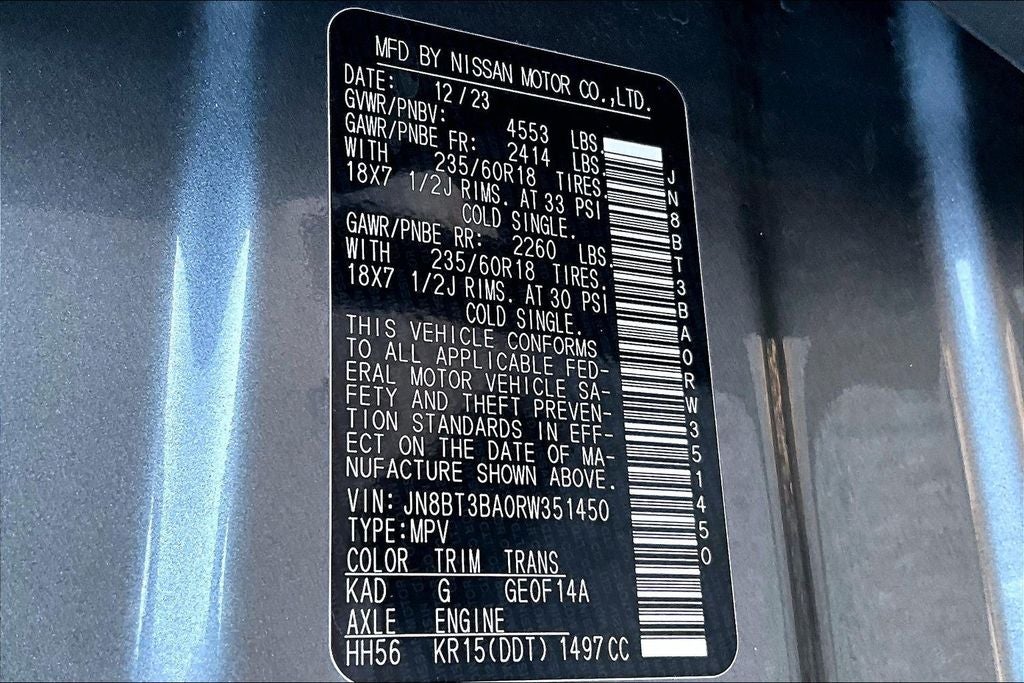 MFD BY NISSAN MOTOR CO.,LTD.
DATE: 12/23
GVWR/PNBV: 4553 LBS.
GAWR/PNBE FR: 2414 LBS.
WITH 235/60R18 TIRES.
18X7 1/2J RIMS. AT 33 PSI
COLD SINGLE.
GAWR/PNBE RR: 2260 LBS.
WITH 235/60R18 TIRES.
18X7 1/2J RIMS. AT 30 PSI
COLD SINGLE.
THIS VEHICLE CONFORMS
TO ALL APPLICABLE FED-
ERAL MOTOR VEHICLE SA-
FETY AND THEFT PREVEN-
TION STANDARDS IN EFF-
ECT ON THE DATE OF MA-
NUFACTURE SHOWN ABOVE.
VIN: JN8BT3BA0RW351450
TYPE:MPV
COLOR TRIM TRANS
KAD G GE0F14A
AXLE ENGINE
HH56 KR15(DDT) 1497CC
JN8BT3BA0RW351450